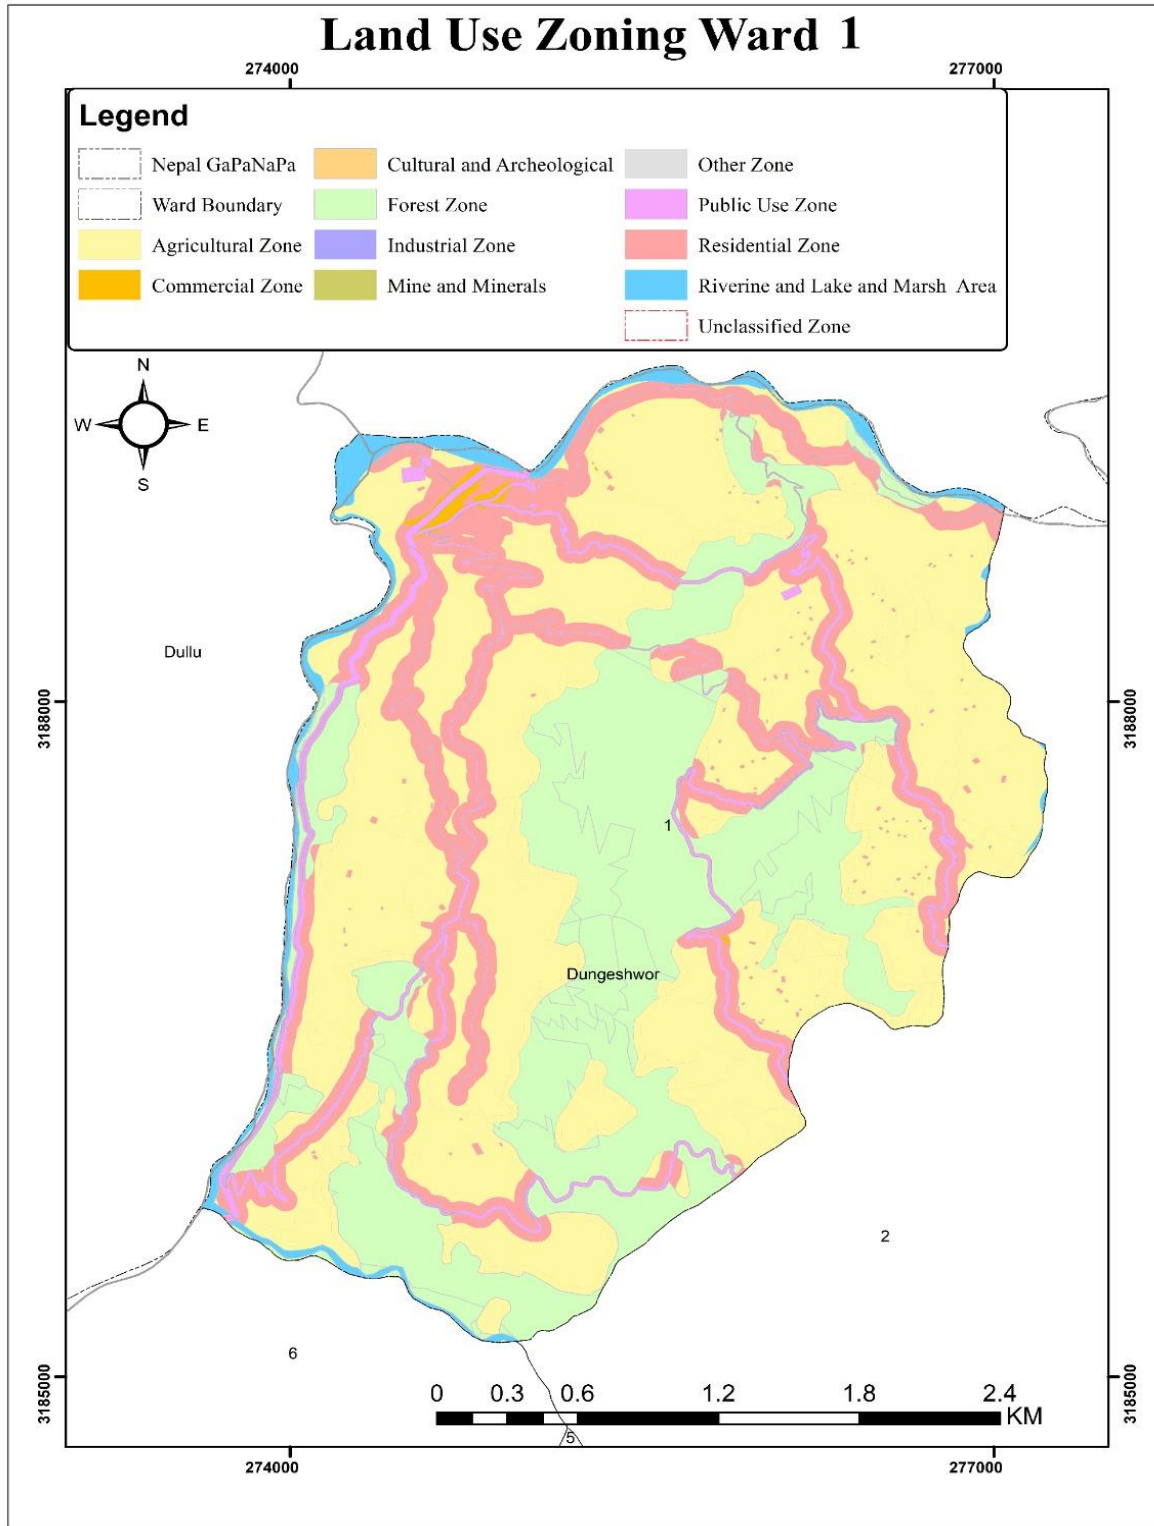 Land Use Zoning Ward 1
274000 277000
Legend
Nepal GaPaNaPa
Ward Boundary
Agricultural Zone
Commercial Zone
Cultural and Archeological
Forest Zone
Industrial Zone
Mine and Minerals
Other Zone
Public Use Zone
Residential Zone
Riverine and Lake and Marsh Area
Unclassified Zone
N
W E
S
Dullu
3188000 3188000
1
Dungeshwor
2
6
3185000 3185000
0 0.3 0.6 1.2 1.8 2.4
KM
5
274000 277000